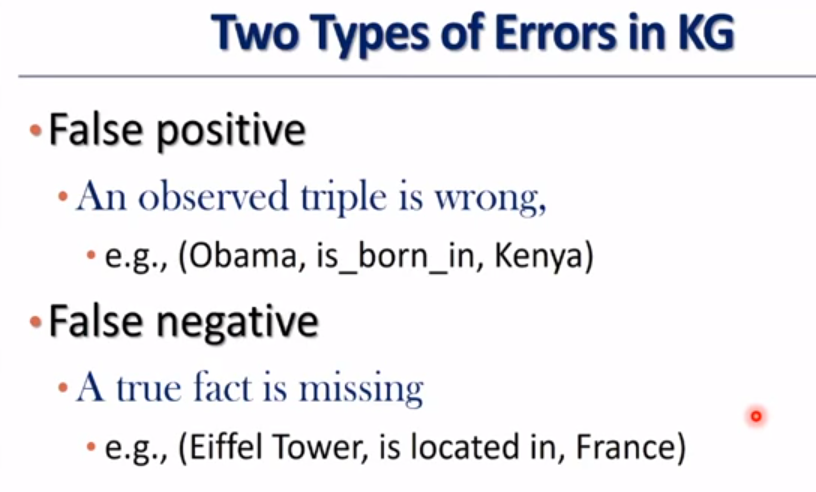 Two Types of Errors in KG
•False positive
•An observed triple is wrong,
•e.g., (Obama, is_born_in, Kenya)
•False negative
•A true fact is missing
•e.g., (Eiffel Tower, is located in, France)